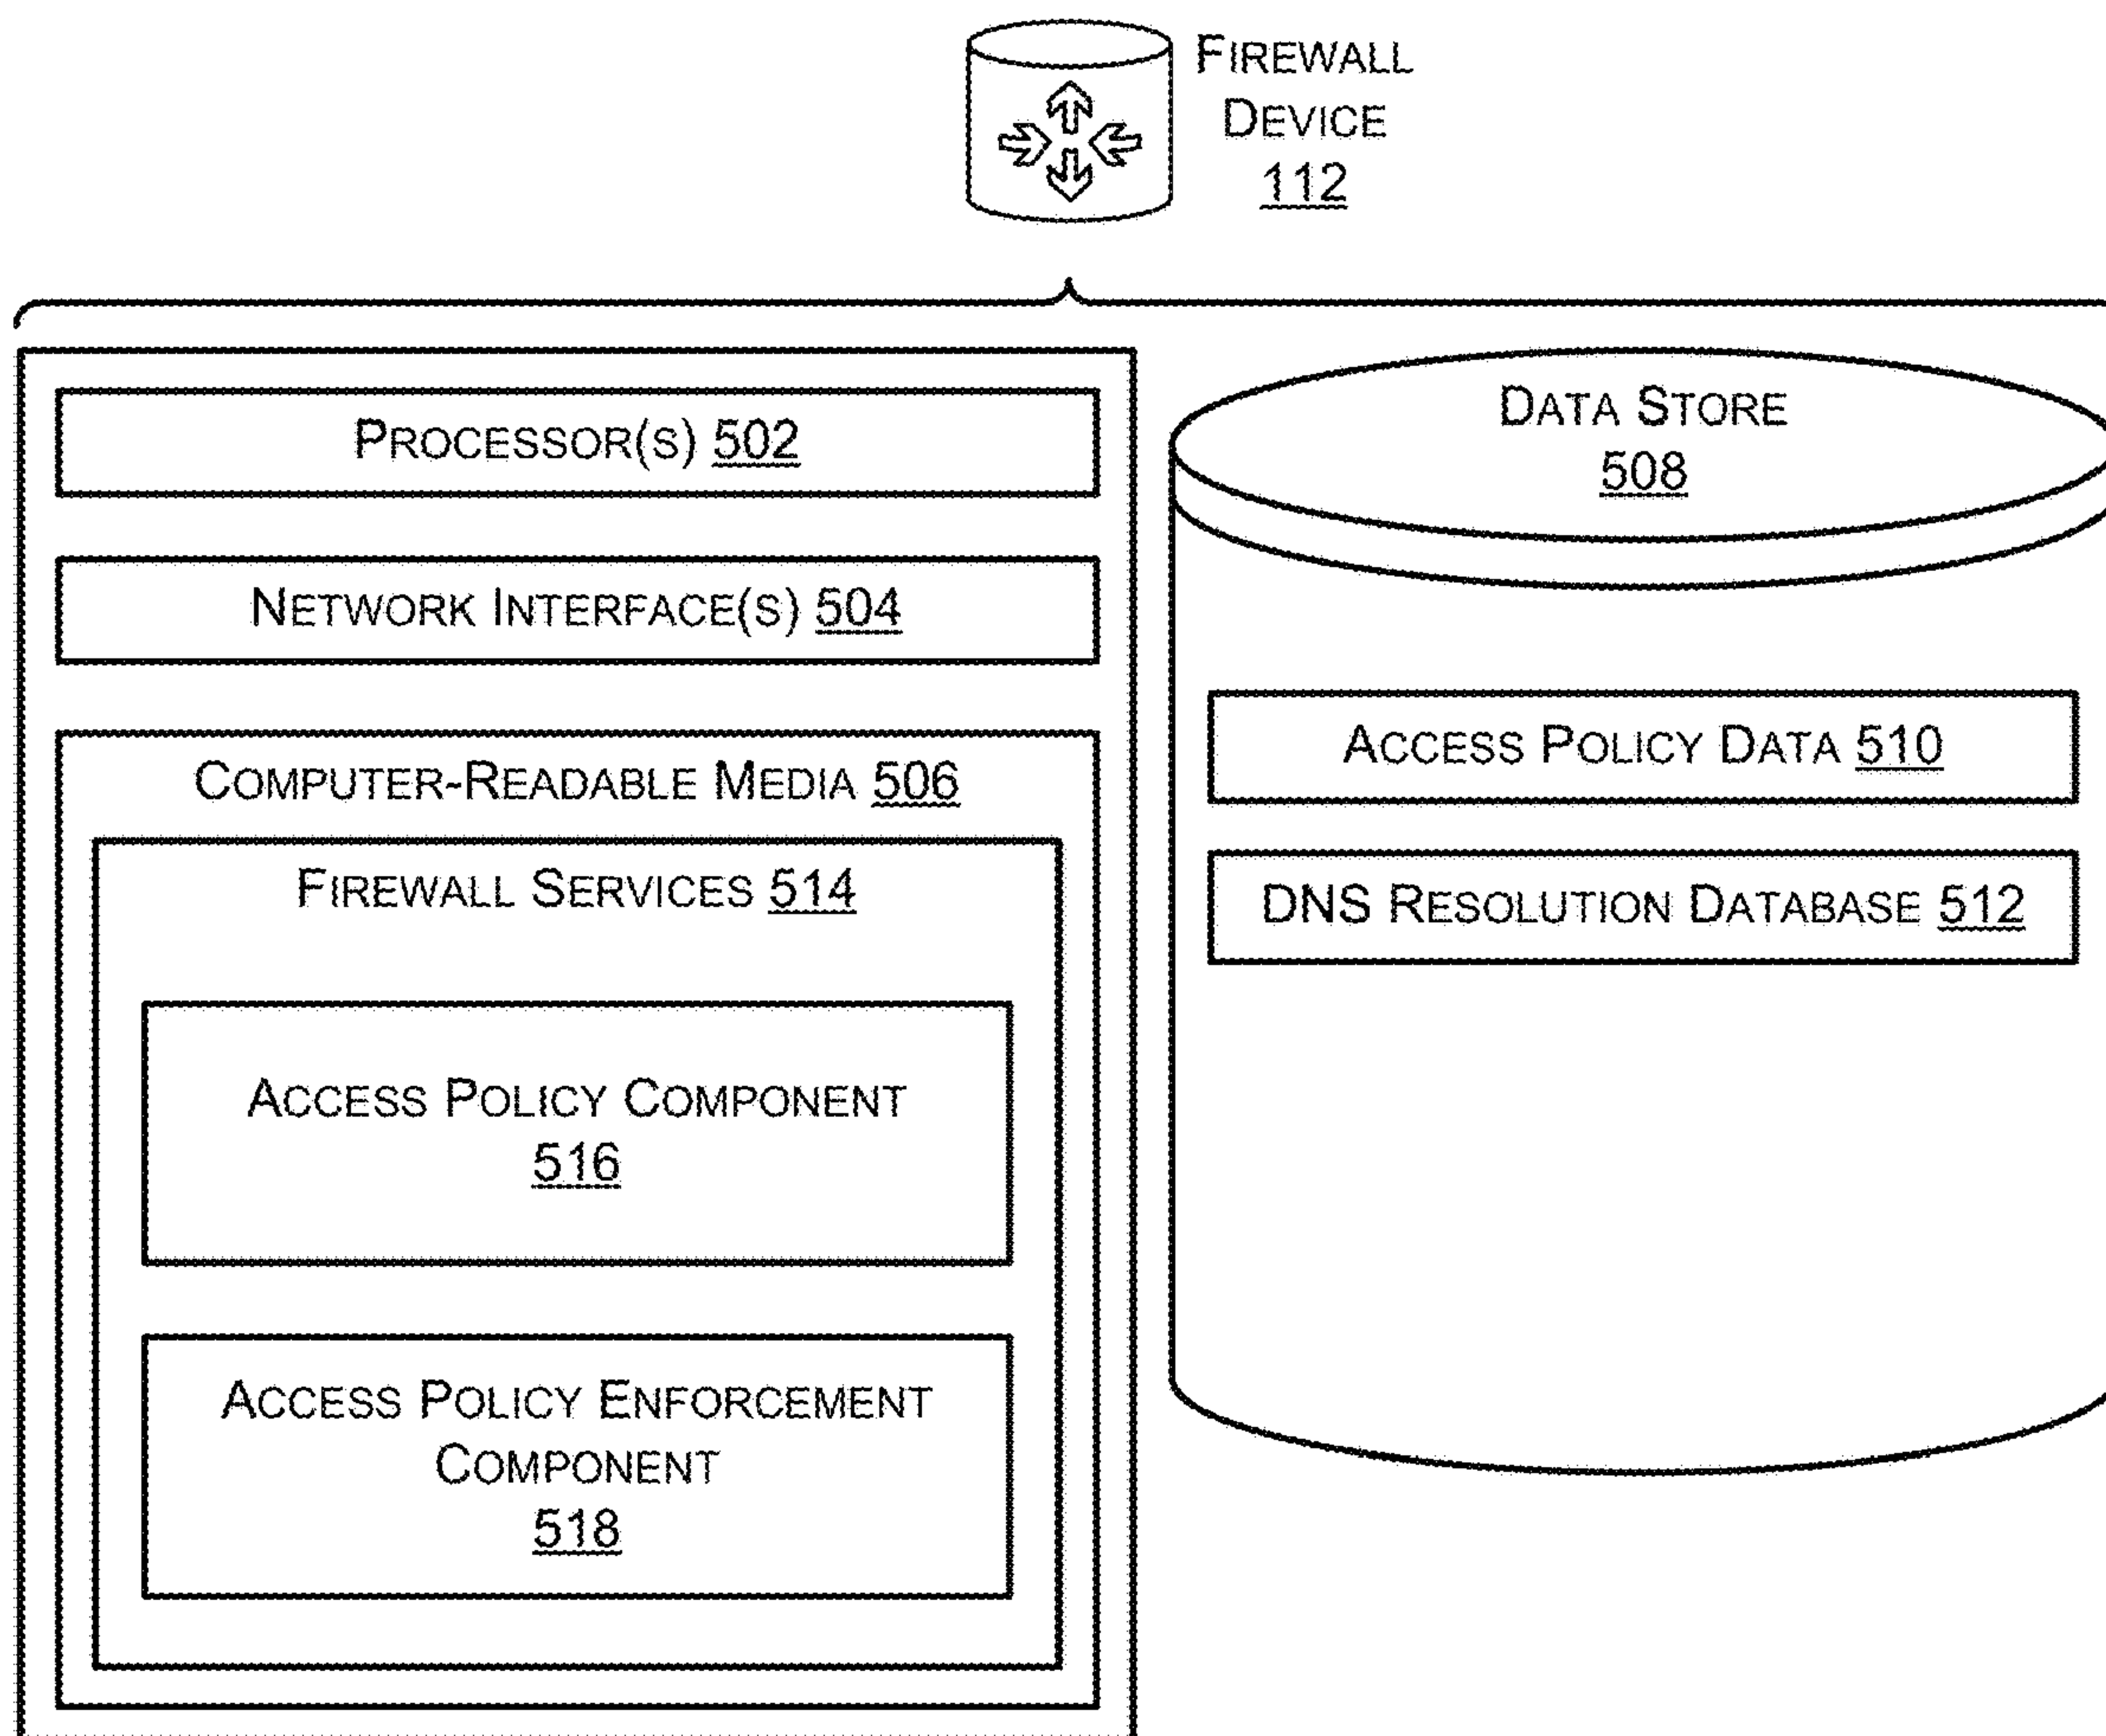 FIREWALL
DEVICE
112
PROCESSOR(S) 502
NETWORK INTERFACE(S) 504
COMPUTER-READABLE MEDIA 506
FIREWALL SERVICES 514
ACCESS POLICY COMPONENT
516
ACCESS POLICY ENFORCEMENT
COMPONENT
518
DATA STORE
508
ACCESS POLICY DATA 510
DNS RESOLUTION DATABASE 512